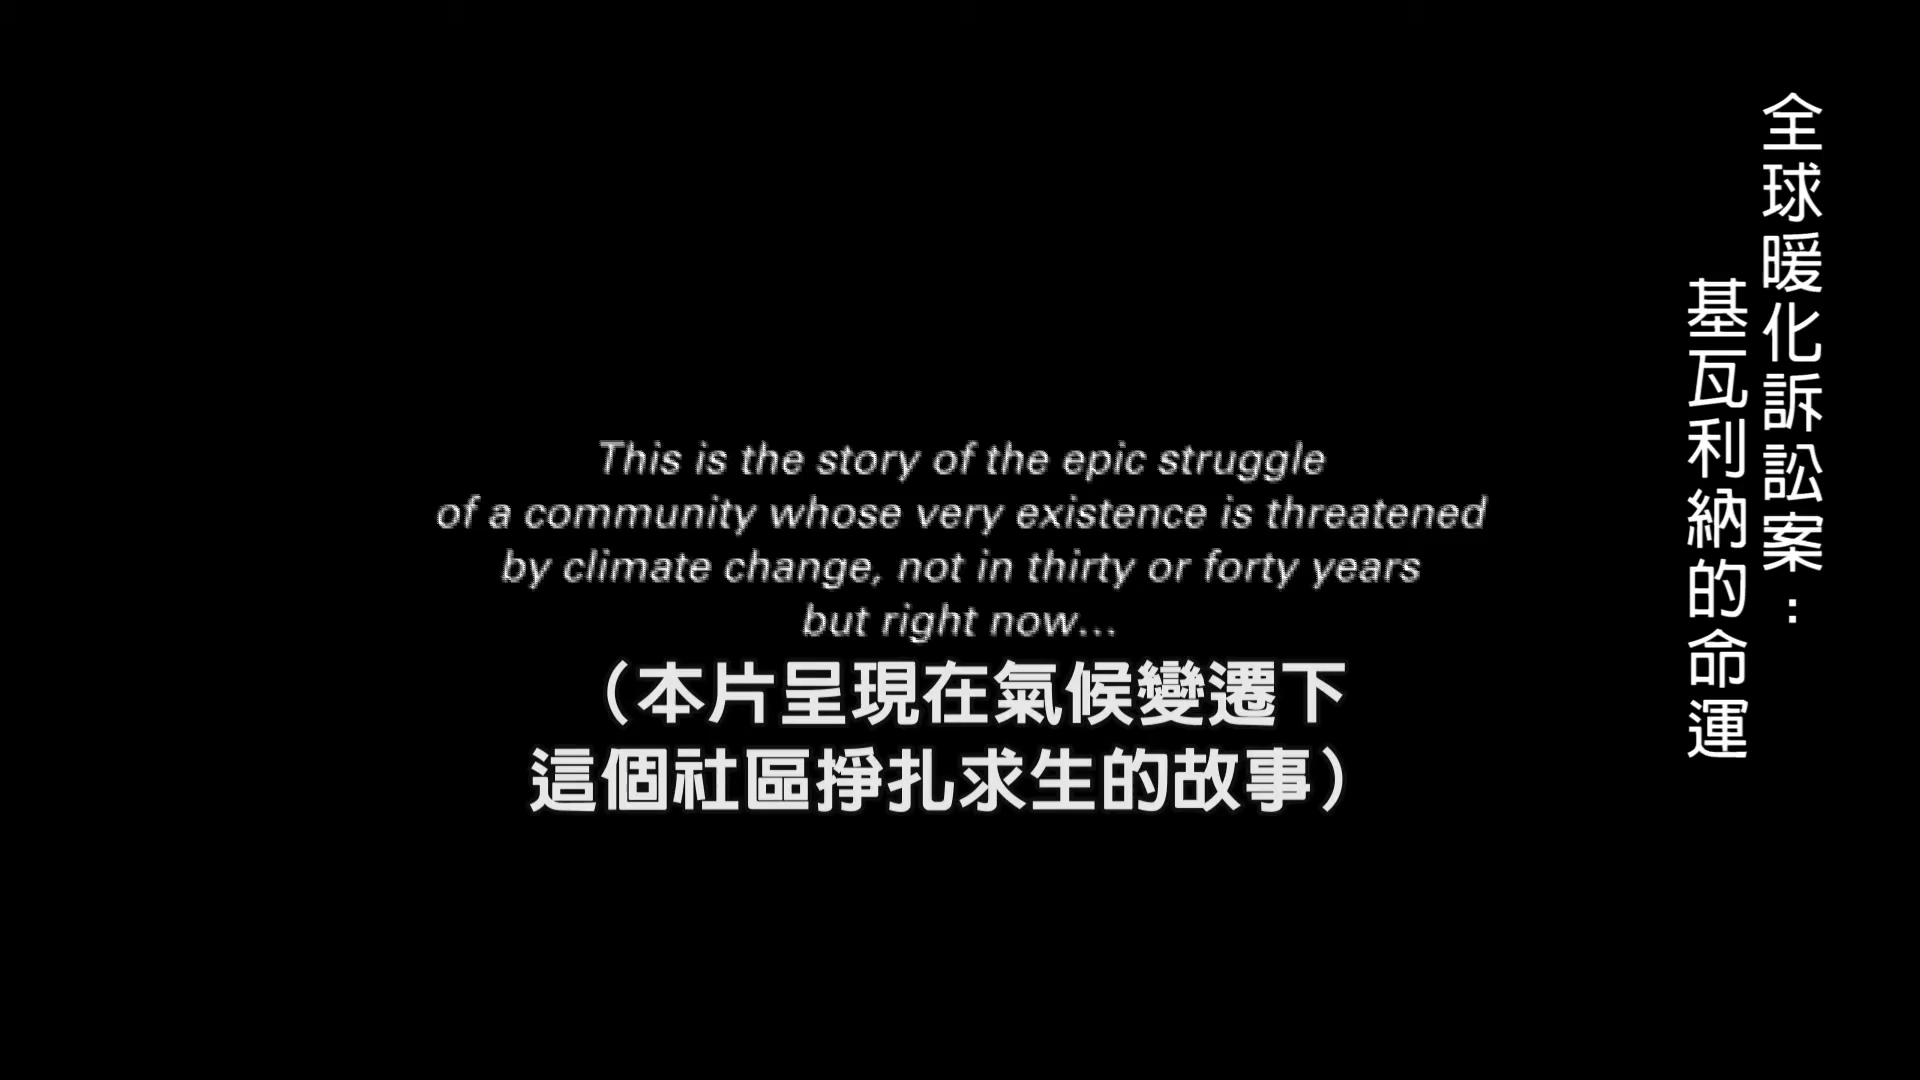 This is the story of the epic struggle
of a community whose very existence is threatened
by climate change, not in thirty or forty years
but right now...
（本片呈現在氣候變遷下
這個社區掙扎求生的故事）
全球暖化訴訟案：
基瓦利納的命運